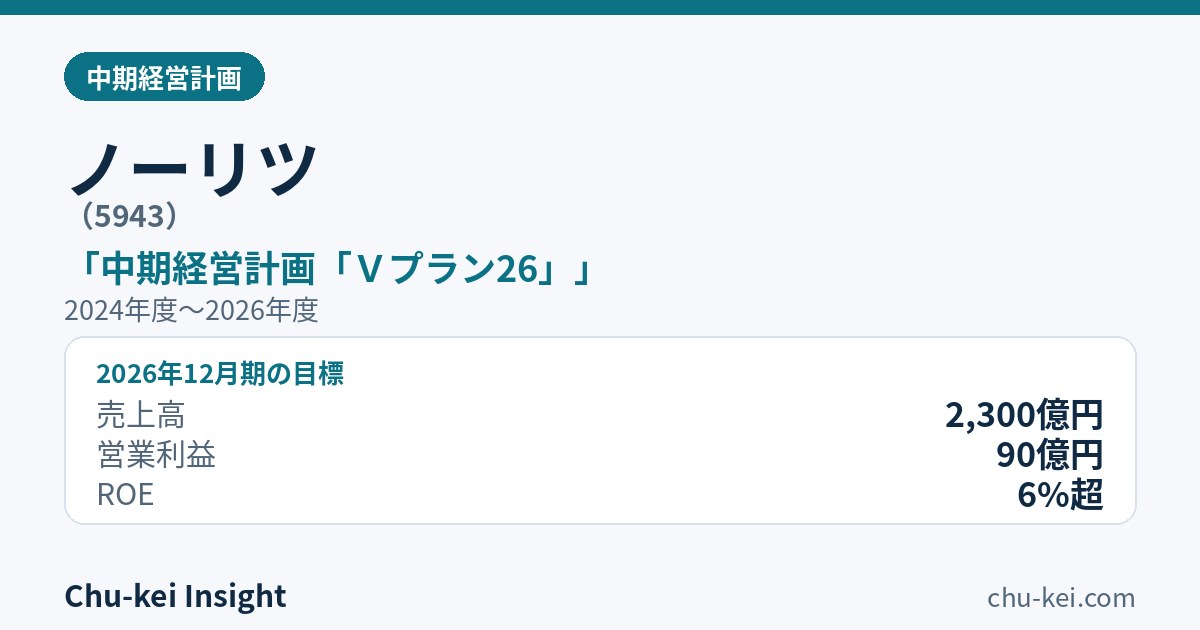 中期経営計画
ノーリツ
（5943）
「中期経営計画「Ｖプラン26」」
2024年度～2026年度
2026年12月期の目標
売上高 2,300億円
営業利益 90億円
ROE 6%超
Chu-kei Insight chu-kei.com